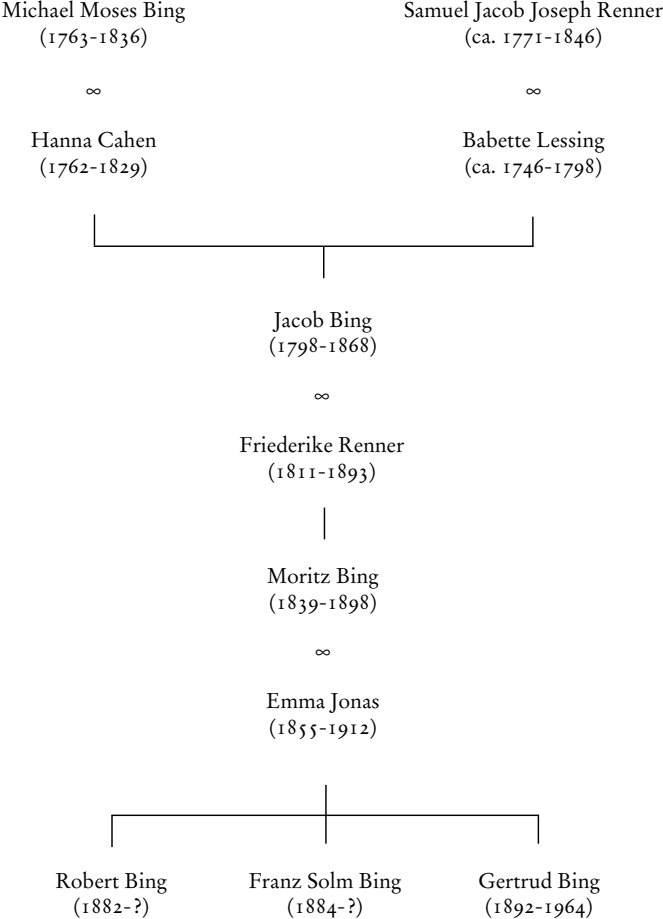 Michael Moses Bing
(1763-1836)
∞
Hanna Cahen
(1762-1829)
Samuel Jacob Joseph Renner
(ca. 1771-1846)
∞
Babette Lessing
(ca. 1746-1798)
Jacob Bing
(1798-1868)
∞
Friederike Renner
(1811-1893)
Moritz Bing
(1839-1898)
∞
Emma Jonas
(1855-1912)
Robert Bing
(1882-?)
Franz Solm Bing
(1884-?)
Gertrud Bing
(1892-1964)